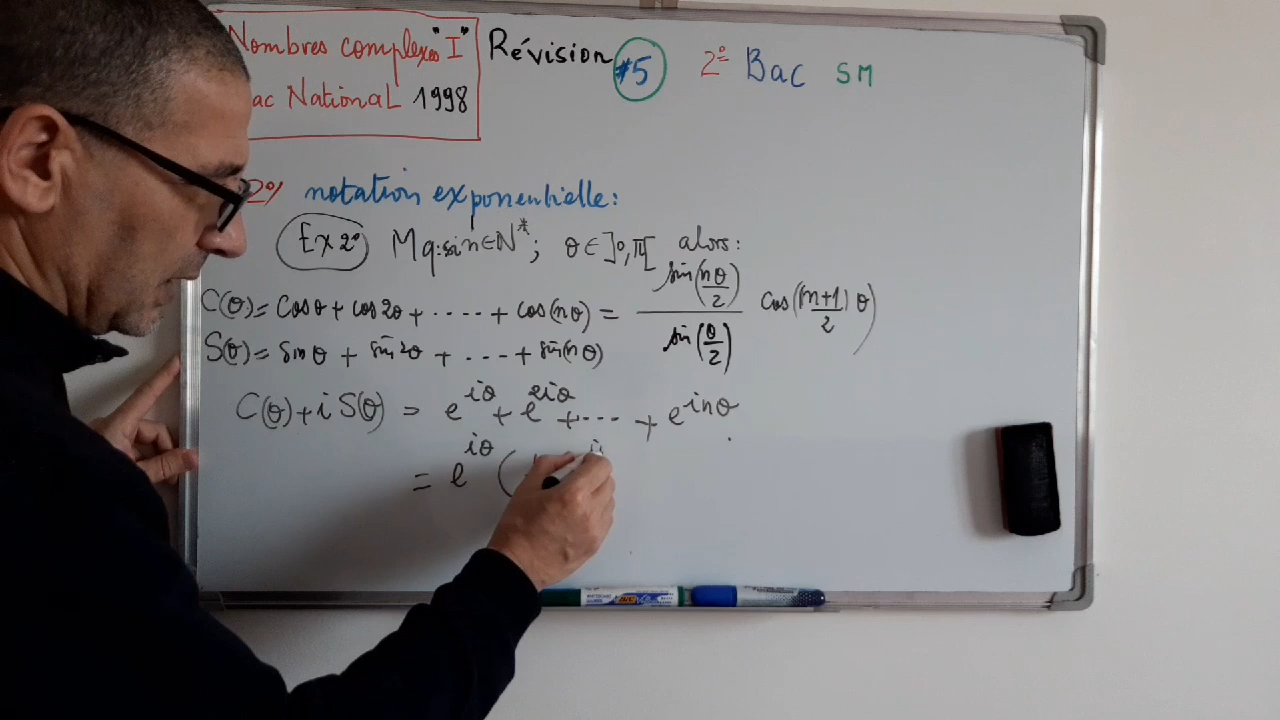 Nombres complexes "I" Révision #5 2° Bac SM
Bac National 1998
2°/ notation exponentielle:
Ex 2° Mq: si n∈N*; θ∈]0,π[ alors:
C(θ) = cosθ + cos2θ + ..... + cos(nθ) = sin(nθ/2) / sin(θ/2) cos((n+1)/2 θ)
S(θ) = sinθ + sin2θ + .... + sin(nθ)
C(θ) + i S(θ) = e^{iθ} + e^{2iθ} + .... + e^{inθ}
= e^{iθ} (